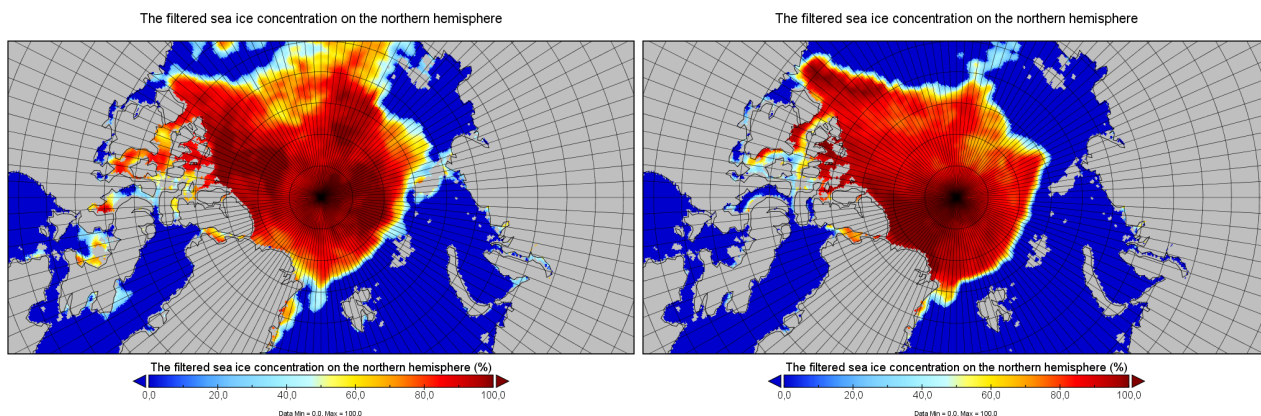 The filtered sea ice concentration on the northern hemisphere
The filtered sea ice concentration on the northern hemisphere (%)
0.0 20.0 40.0 60.0 80.0 100.0
Data Min = 0.0, Max = 100.0
The filtered sea ice concentration on the northern hemisphere
The filtered sea ice concentration on the northern hemisphere (%)
0.0 20.0 40.0 60.0 80.0 100.0
Data Min = 0.0, Max = 100.0